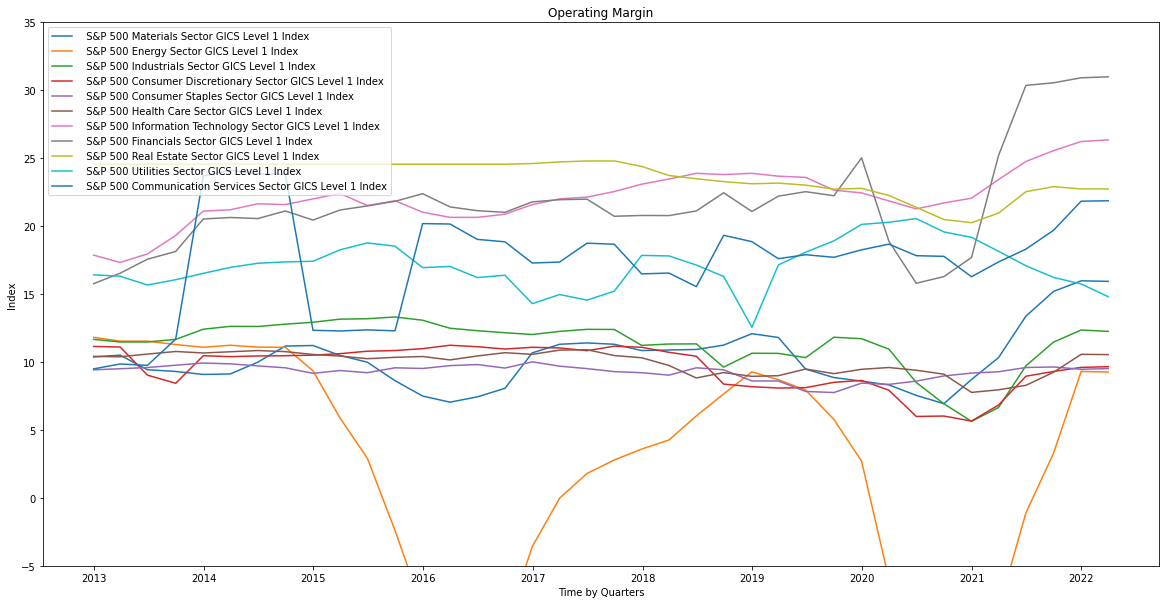 Operating Margin
S&P 500 Materials Sector GICS Level 1 Index
S&P 500 Energy Sector GICS Level 1 Index
S&P 500 Industrials Sector GICS Level 1 Index
S&P 500 Consumer Discretionary Sector GICS Level 1 Index
S&P 500 Consumer Staples Sector GICS Level 1 Index
S&P 500 Health Care Sector GICS Level 1 Index
S&P 500 Information Technology Sector GICS Level 1 Index
S&P 500 Financials Sector GICS Level 1 Index
S&P 500 Real Estate Sector GICS Level 1 Index
S&P 500 Utilities Sector GICS Level 1 Index
S&P 500 Communication Services Sector GICS Level 1 Index
35
30
25
20
15
10
5
0
−5
Index
2013 2014 2015 2016 2017 2018 2019 2020 2021 2022
Time by Quarters